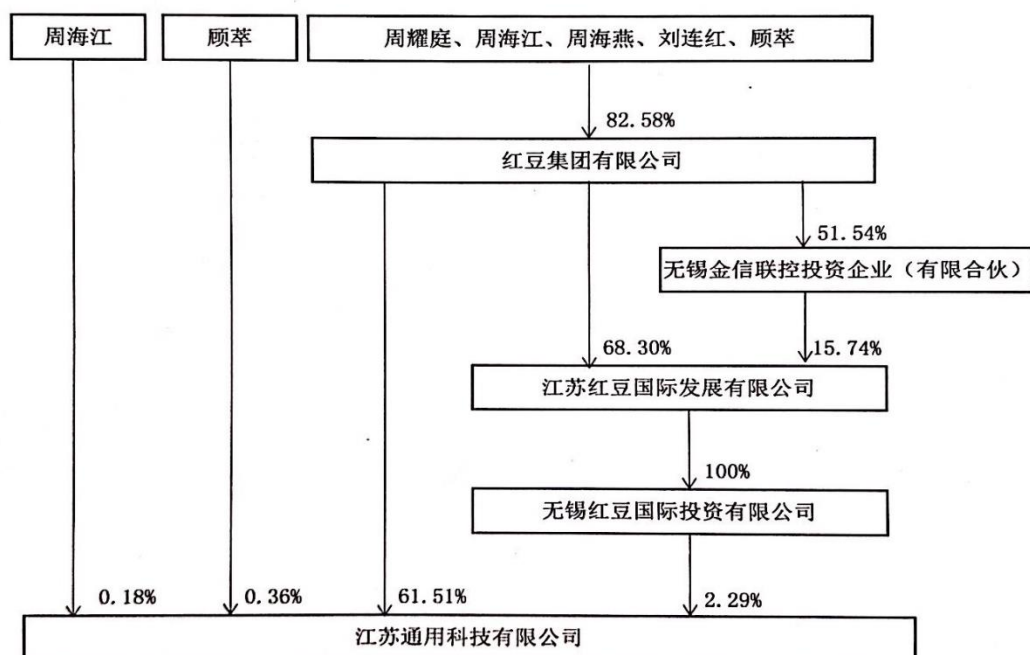 周海江
顾萃
周耀庭、周海江、周海燕、刘连红、顾萃
82.58%
红豆集团有限公司
51.54%
无锡金信联控投资企业（有限合伙）
68.30%
15.74%
江苏红豆国际发展有限公司
100%
无锡红豆国际投资有限公司
0.18%
0.36%
61.51%
2.29%
江苏通用科技有限公司